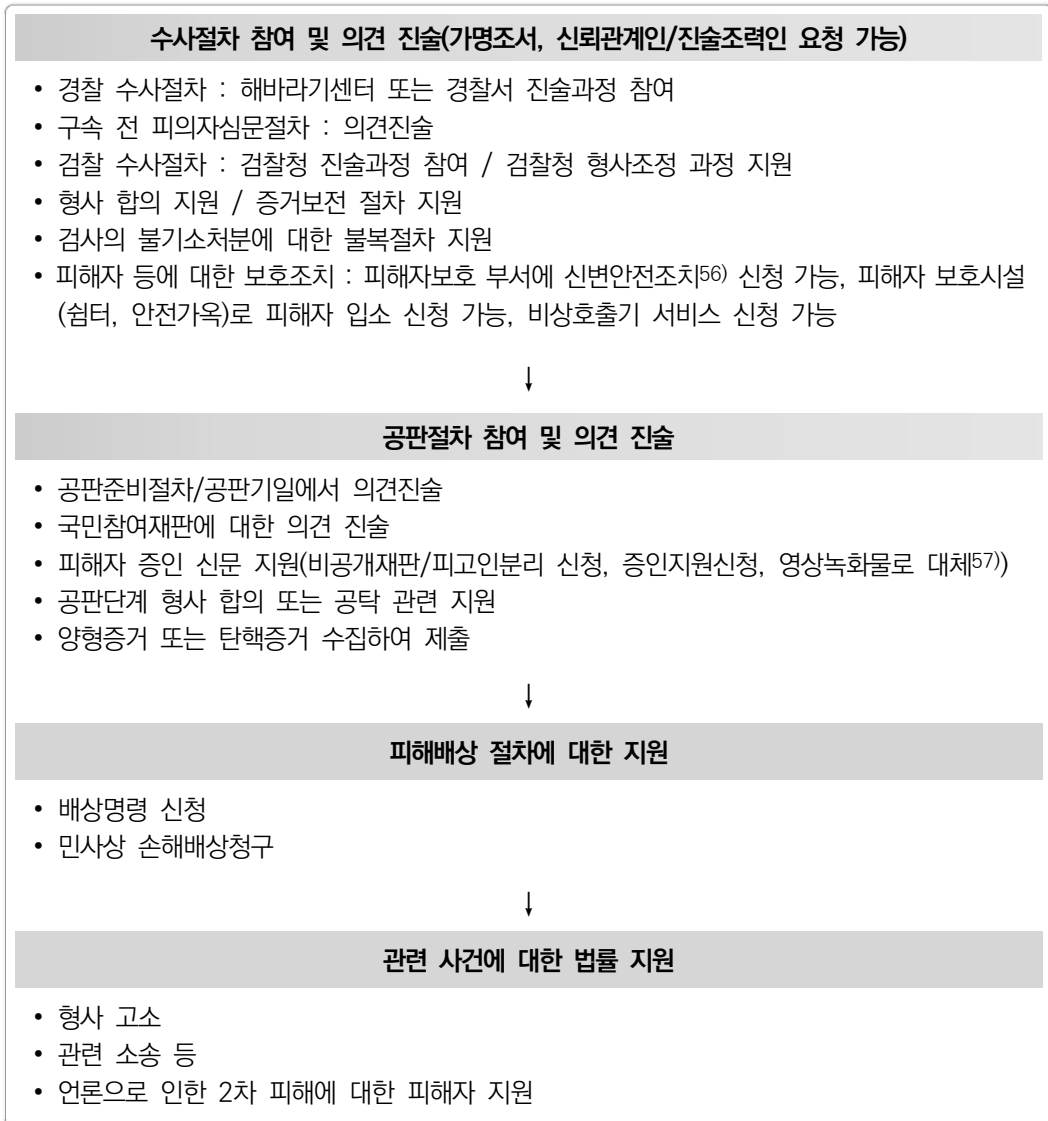 수사절차 참여 및 의견 진술(가명조서, 신뢰관계인/진술조력인 요청 가능)
• 경찰 수사절차 : 해바라기센터 또는 경찰서 진술과정 참여
• 구속 전 피의자심문절차 : 의견진술
• 검찰 수사절차 : 검찰청 진술과정 참여 / 검찰청 형사조정 과정 지원
• 형사 합의 지원 / 증거보전 절차 지원
• 검사의 불기소처분에 대한 불복절차 지원
• 피해자 등에 대한 보호조치 : 피해자보호 부서에 신변안전조치56) 신청 가능, 피해자 보호시설
(쉼터, 안전가옥)로 피해자 입소 신청 가능, 비상호출기 서비스 신청 가능
↓
공판절차 참여 및 의견 진술
• 공판준비절차/공판기일에서 의견진술
• 국민참여재판에 대한 의견 진술
• 피해자 증인 신문 지원(비공개재판/피고인분리 신청, 증인지원신청, 영상녹화물로 대체57))
• 공판단계 형사 합의 또는 공탁 관련 지원
• 양형증거 또는 탄핵증거 수집하여 제출
↓
피해배상 절차에 대한 지원
• 배상명령 신청
• 민사상 손해배상청구
↓
관련 사건에 대한 법률 지원
• 형사 고소
• 관련 소송 등
• 언론으로 인한 2차 피해에 대한 피해자 지원